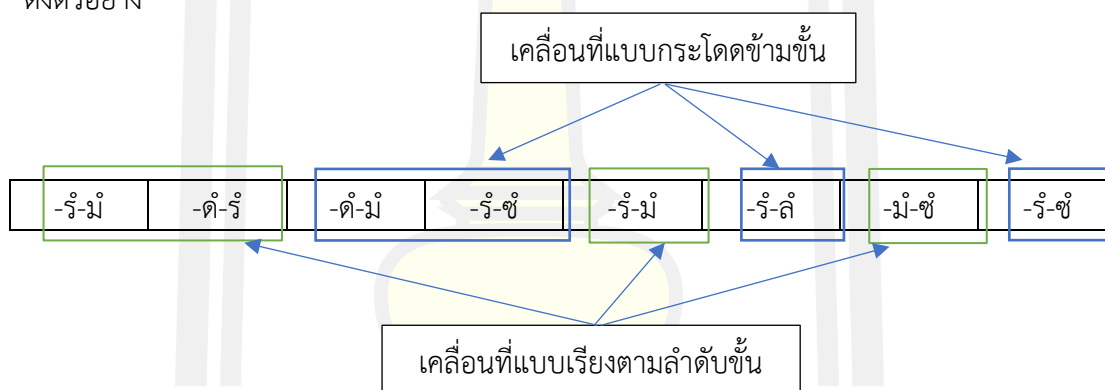 ดังตัวอย่าง
เคลื่อนที่แบบกระโดดข้ามขั้น
-รํ-มํ -ดํ-รํ -ดํ-มํ -รํ-ซํ -รํ-มํ -รํ-ลํ -มํ-ซํ -รํ-ซํ
เคลื่อนที่แบบเรียงตามลำดับขั้น